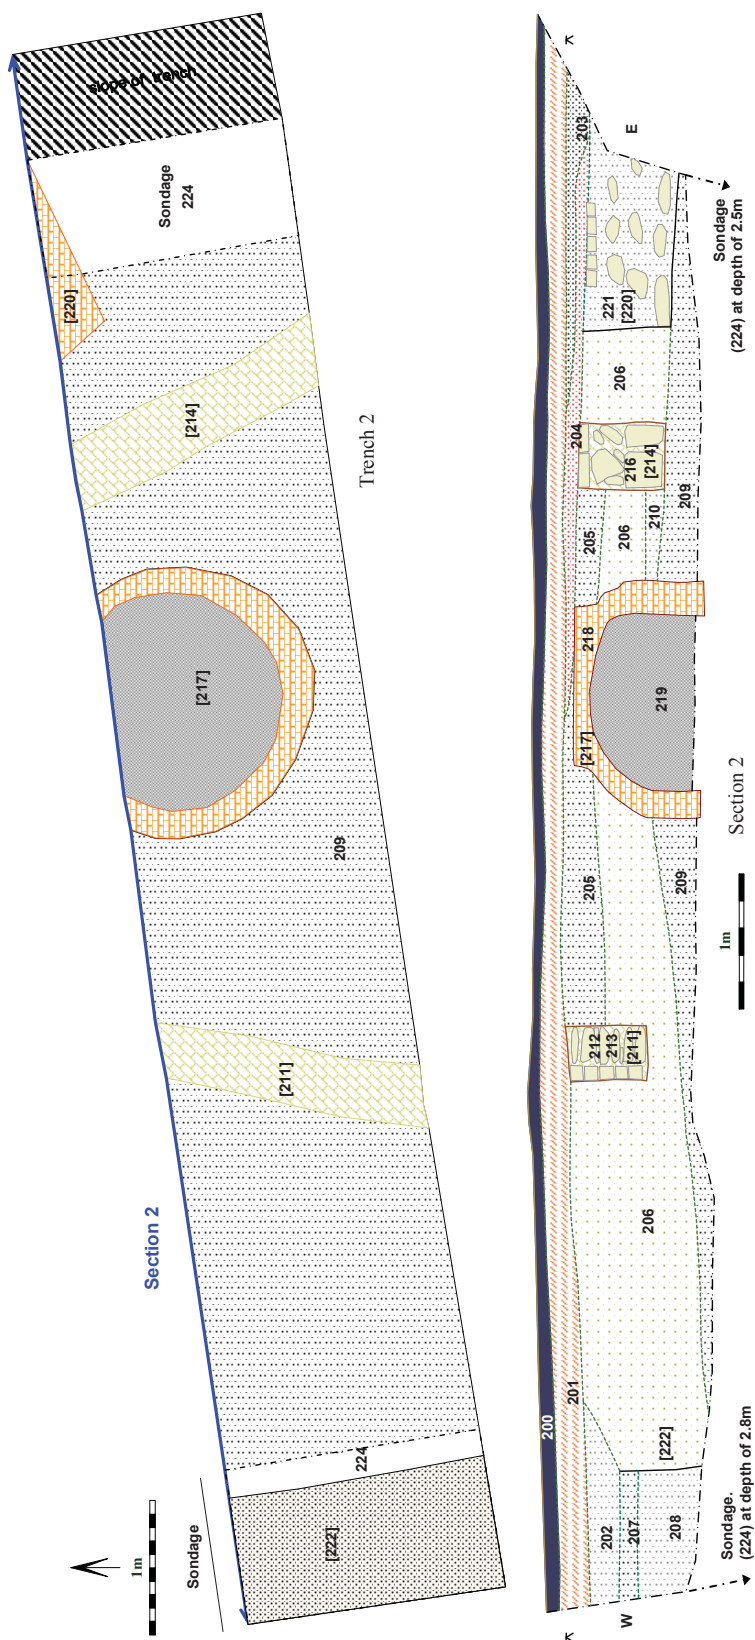 slope of trench
Sondage
224
[220]
[214]
Trench 2
[217]
209
[211]
Section 2
224
[222]
Sondage
1m
E
203
221
[220]
Sondage
(224) at depth of 2.5m
206
204
216
[214]
209
205
206
210
218
[217]
219
Section 2
205
209
1m
212
213
[211]
206
201
200
[222]
202
207
208
W
Sondage.
(224) at depth of 2.8m